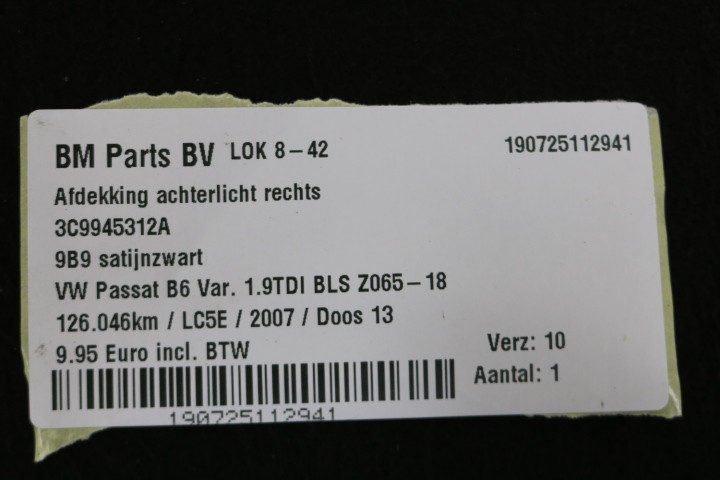 BM Parts BV LOK 8-42 190725112941
Afdekking achterlicht rechts
3C9945312A
9B9 satijnzwart
VW Passat B6 Var. 1.9TDI BLS Z065-18
126.046km / LC5E / 2007 / Doos 13
9.95 Euro incl. BTW Verz: 10
Aantal: 1
190725112941